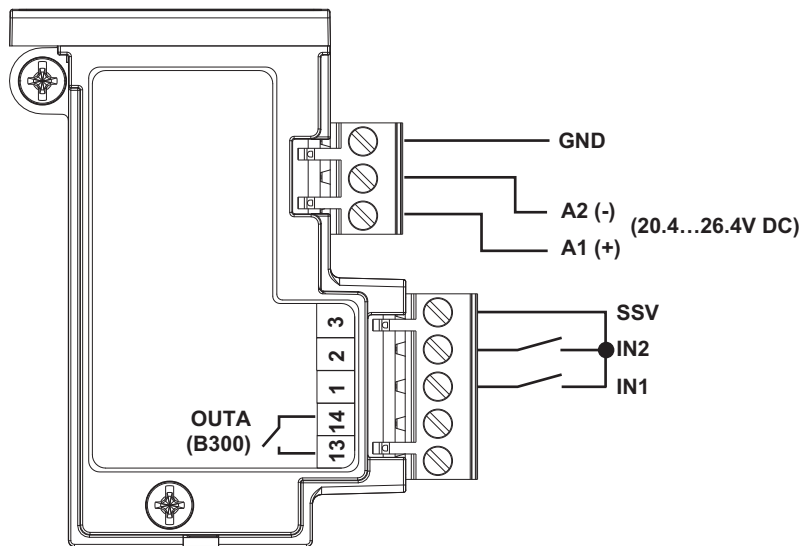 GND
A2 (-)
(20.4...26.4V DC)
A1 (+)
SSV
IN2
IN1
3
2
1
14
13
OUTA
(B300)